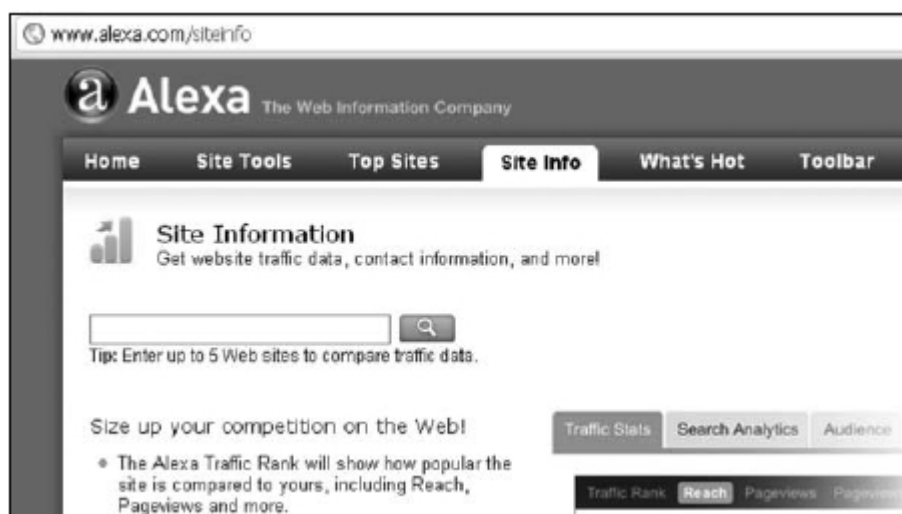 www.alexa.com/siteinfo
a Alexa The Web Information Company
Home Site Tools Top Sites Site Info What's Hot Toolbar
Site Information
Get website traffic data, contact information, and more!
Tip: Enter up to 5 Web sites to compare traffic data.
Size up your competition on the Web!
The Alexa Traffic Rank will show how popular the
site is compared to yours, including Reach,
Pageviews and more.
Traffic Stats Search Analytics Audience
Traffic Rank Reach Pageviews Pageviews